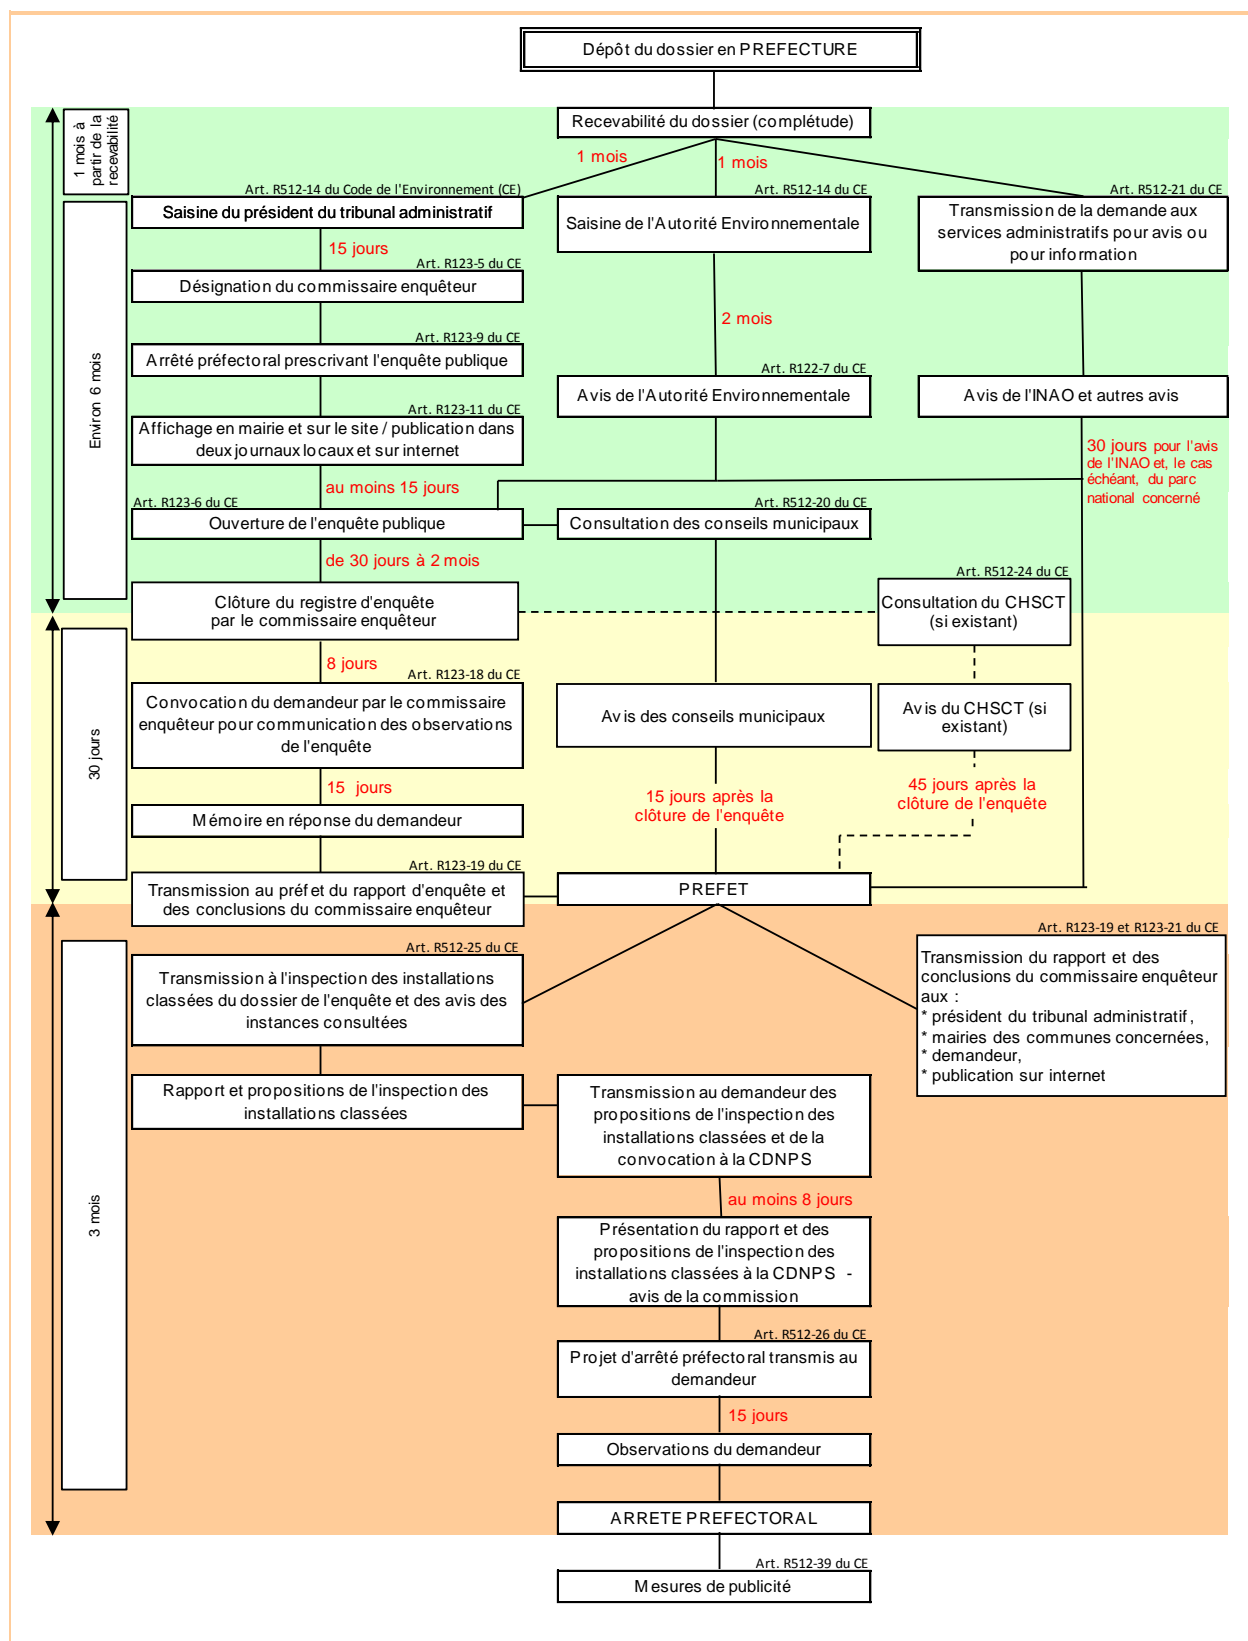 Dépôt du dossier en PREFECTURE
1 mois à
partir de la
recevabilité
Recevabilité du dossier (complétude)
1 mois
1 mois
Art. R512-14 du Code de l'Environnement (CE)
Saisine du président du tribunal administratif
Art. R512-14 du CE
Saisine de l'Autorité Environnementale
Art. R512-21 du CE
Transmission de la demande aux
services administratifs pour avis ou
pour information
Environ 6 mois
15 jours
Art. R123-5 du CE
Désignation du commissaire enquêteur
2 mois
Art. R123-9 du CE
Arrêté préfectoral prescrivant l'enquête publique
Art. R122-7 du CE
Avis de l'Autorité Environnementale
Avis de l'INAO et autres avis
Art. R123-11 du CE
Affichage en mairie et sur le site / publication dans
deux journaux locaux et sur internet
30 jours pour l'avis
de l'INAO et, le cas
échéant, du parc
national concerné
au moins 15 jours
Art. R123-6 du CE
Ouverture de l'enquête publique
Art. R512-20 du CE
Consultation des conseils municipaux
de 30 jours à 2 mois
Art. R512-24 du CE
Clôture du registre d'enquête
par le commissaire enquêteur
Consultation du CHSCT
(si existant)
30 jours
8 jours
Art. R123-18 du CE
Convocation du demandeur par le commissaire
enquêteur pour communication des observations
de l'enquête
Avis des conseils municipaux
Avis du CHSCT (si
existant)
15 jours
15 jours après la
clôture de l'enquête
45 jours après la
clôture de l'enquête
Mémoire en réponse du demandeur
Art. R123-19 du CE
Transmission au préfet du rapport d'enquête et
des conclusions du commissaire enquêteur
PREFET
3 mois
Art. R512-25 du CE
Transmission à l'inspection des installations
classées du dossier de l'enquête et des avis des
instances consultées
Art. R123-19 et R123-21 du CE
Transmission du rapport et des
conclusions du commissaire enquêteur
aux :
* président du tribunal administratif,
* mairies des communes concernées,
* demandeur,
* publication sur internet
Rapport et propositions de l'inspection des
installations classées
Transmission au demandeur des
propositions de l'inspection des
installations classées et de la
convocation à la CDNPS
au moins 8 jours
Présentation du rapport et des
propositions de l'inspection des
installations classées à la CDNPS -
avis de la commission
Art. R512-26 du CE
Projet d'arrêté préfectoral transmis au
demandeur
15 jours
Observations du demandeur
ARRETE PREFECTORAL
Art. R512-39 du CE
Mesures de publicité